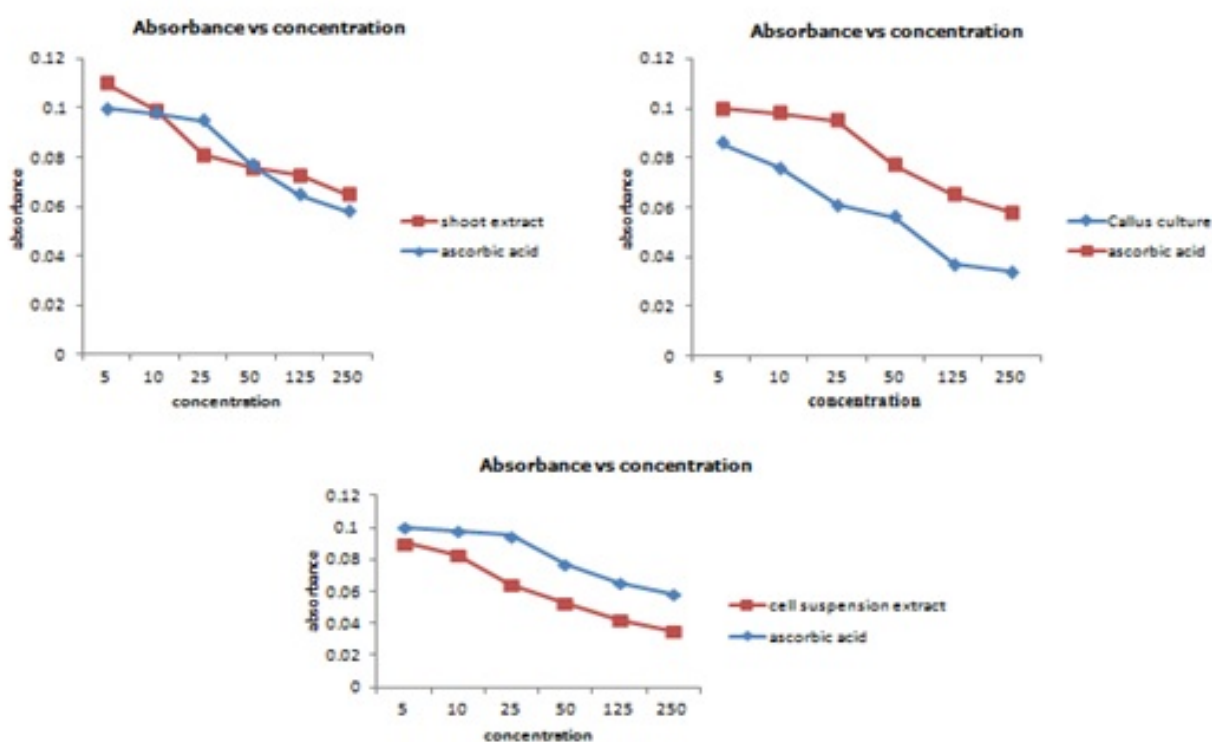 Absorbance vs concentration
0.12
0.1
0.08
0.06
0.04
0.02
0
absorbance
5 10 25 50 125 250
concentration
shoot extract
ascorbic acid
Absorbance vs concentration
0.12
0.1
0.08
0.06
0.04
0.02
0
absorbance
5 10 25 50 125 250
concentration
Callus culture
ascorbic acid
Absorbance vs concentration
0.12
0.1
0.08
0.06
0.04
0.02
0
absorbance
5 10 25 50 125 250
concentration
cell suspension extract
ascorbic acid